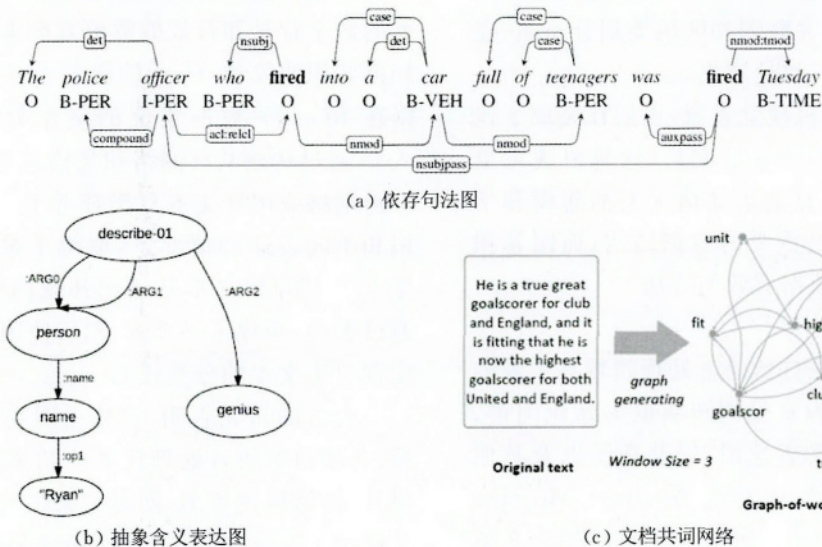 case case nmod:tmod
det nsubj det case
The police officer who fired into a car full of teenagers was fired Tuesday
O B-PER I-PER B-PER O O O B-VEH O O B-PER O O B-TIME
compound acl:relcl nmod nmod auxpass
nsubjpass
(a) 依存句法图
describe-01
:ARG0 :ARG1 :ARG2
person
:name
name
genius
:op1
"Ryan"
(b) 抽象含义表达图
He is a true great
goalscorer for club
and England, and it
is fitting that he is
now the highest
goalscorer for both
United and England.
Original text
graph
generating
Window Size = 3
unit
fit
hig
goalscor
clu
t
Graph-of-wo
(c) 文档共词网络